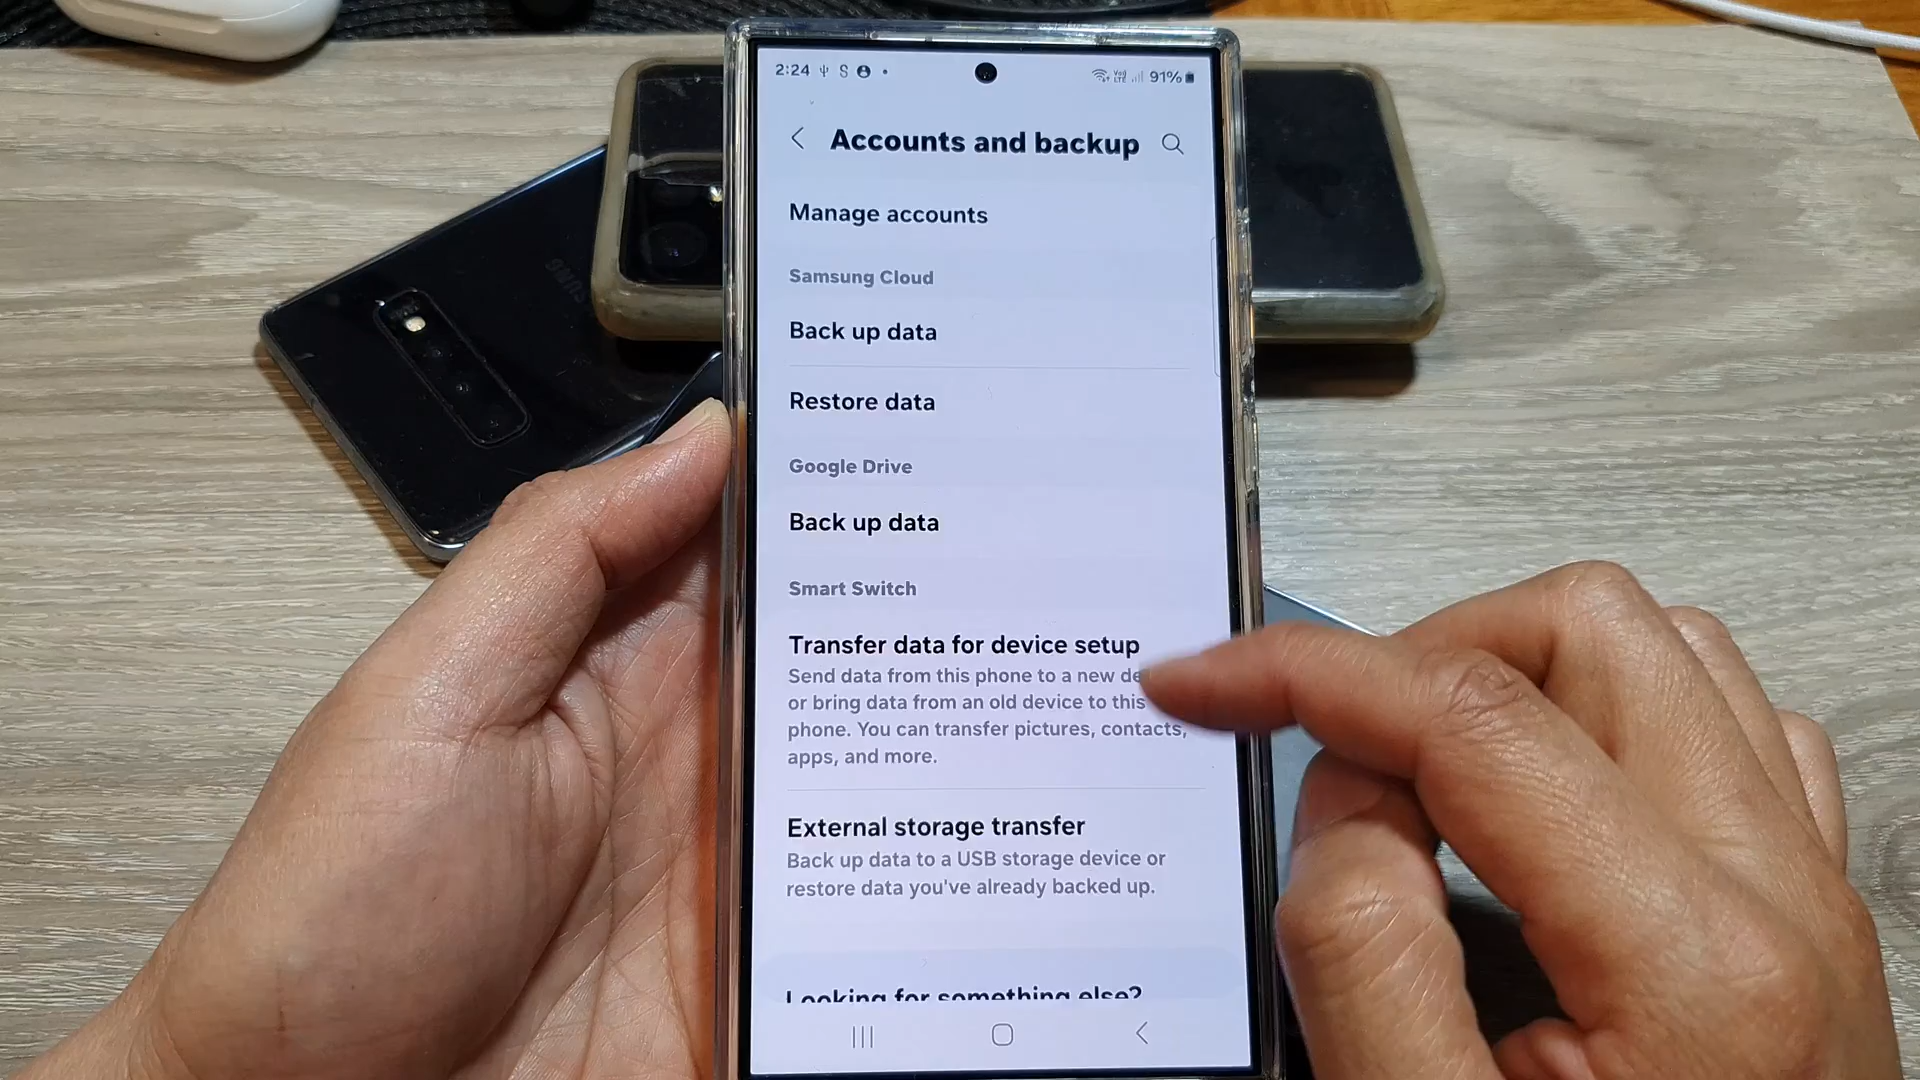 2:24
91%
Accounts and backup
Manage accounts
Samsung Cloud
Back up data
Restore data
Google Drive
Back up data
Smart Switch
Transfer data for device setup
Send data from this phone to a new de
or bring data from an old device to this
phone. You can transfer pictures, contacts,
apps, and more.
External storage transfer
Back up data to a USB storage device or
restore data you've already backed up.
Looking for something else?